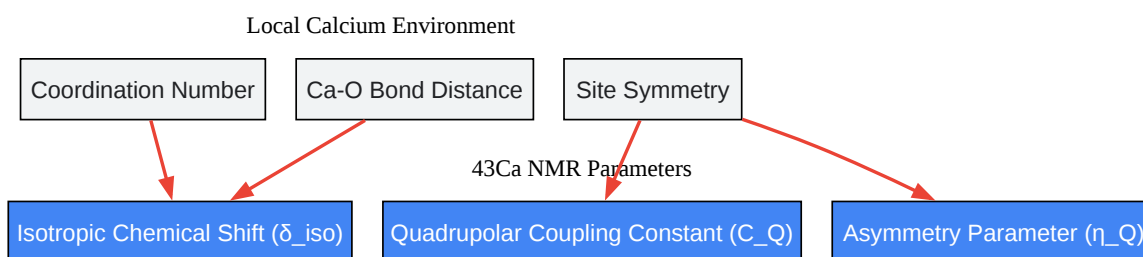 Local Calcium Environment
Coordination Number
Ca-O Bond Distance
Site Symmetry
43Ca NMR Parameters
Isotropic Chemical Shift (δ_iso)
Quadrupolar Coupling Constant (C_Q)
Asymmetry Parameter (η_Q)